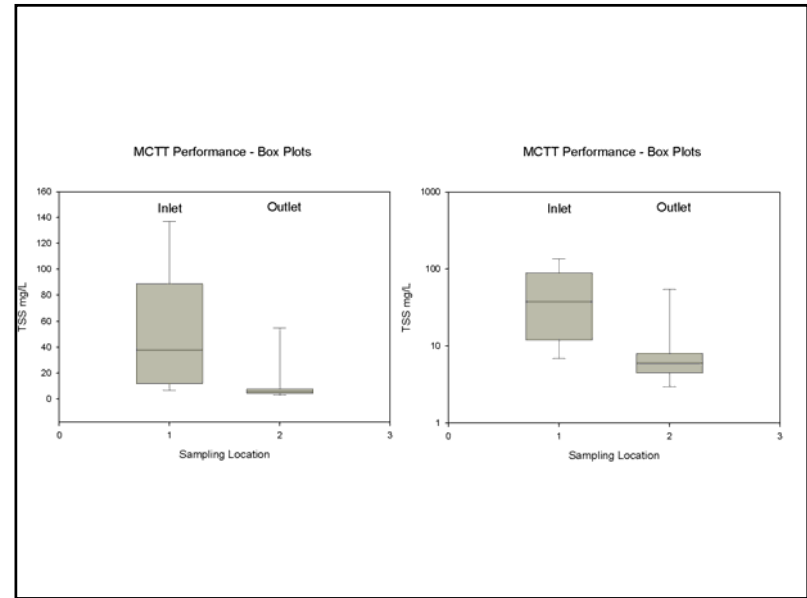 MCTT Performance - Box Plots
160
140
120
100
80
60
40
20
0
TSS mg/L
Inlet Outlet
0 1 2 3
Sampling Location
MCTT Performance - Box Plots
1000
100
10
1
TSS mg/L
Inlet Outlet
0 1 2 3
Sampling Location